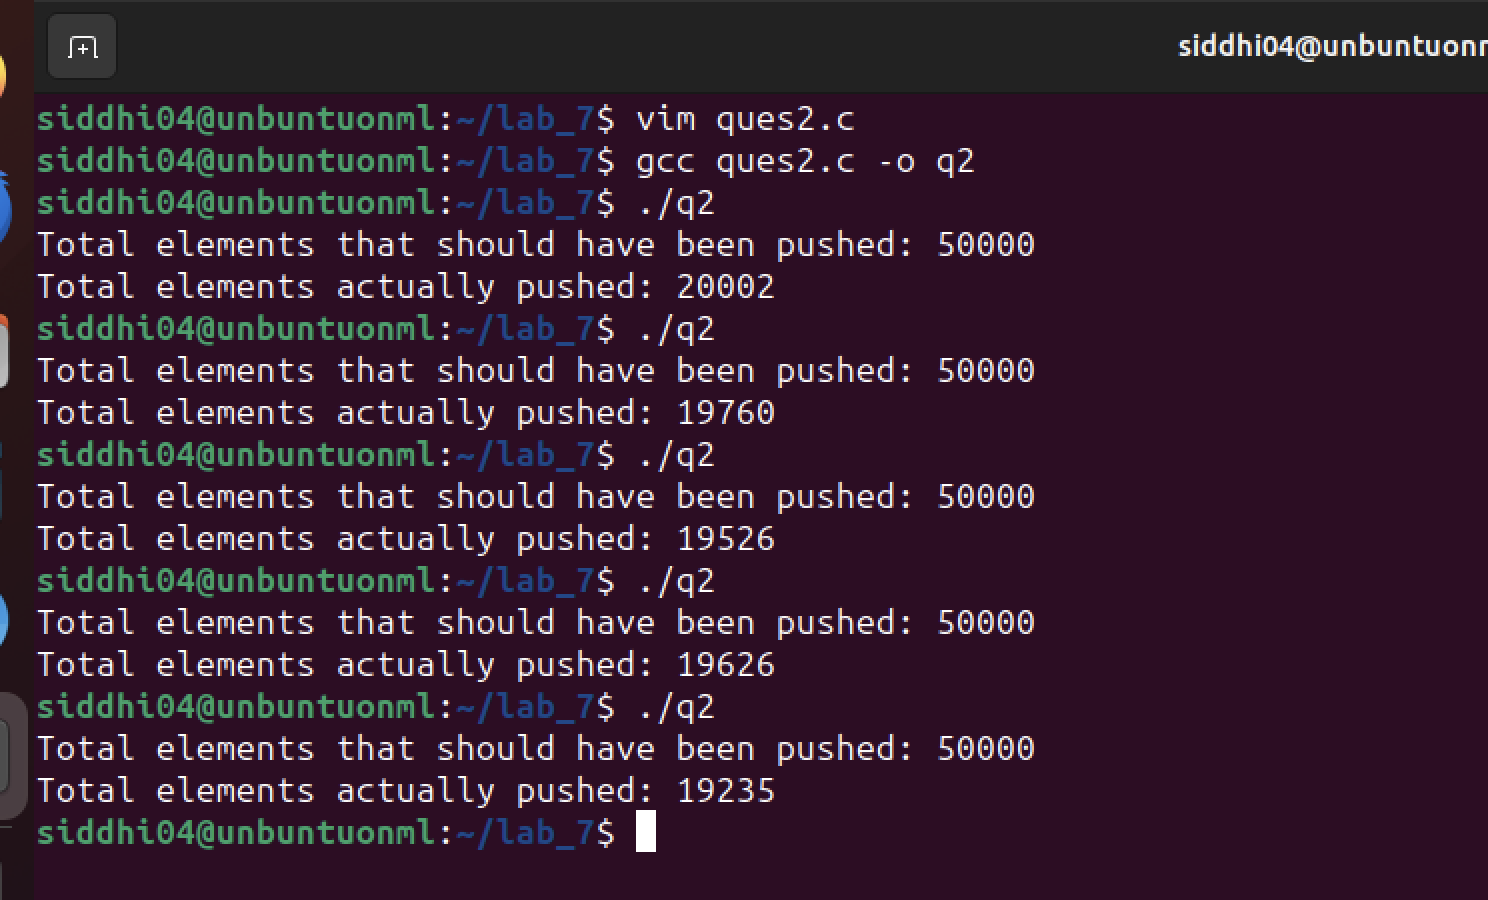 siddhi04@unbuntuon
siddhi04@unbuntuonml:~/lab_7$ vim ques2.c
siddhi04@unbuntuonml:~/lab_7$ gcc ques2.c -o q2
siddhi04@unbuntuonml:~/lab_7$ ./q2
Total elements that should have been pushed: 50000
Total elements actually pushed: 20002
siddhi04@unbuntuonml:~/lab_7$ ./q2
Total elements that should have been pushed: 50000
Total elements actually pushed: 19760
siddhi04@unbuntuonml:~/lab_7$ ./q2
Total elements that should have been pushed: 50000
Total elements actually pushed: 19526
siddhi04@unbuntuonml:~/lab_7$ ./q2
Total elements that should have been pushed: 50000
Total elements actually pushed: 19626
siddhi04@unbuntuonml:~/lab_7$ ./q2
Total elements that should have been pushed: 50000
Total elements actually pushed: 19235
siddhi04@unbuntuonml:~/lab_7$